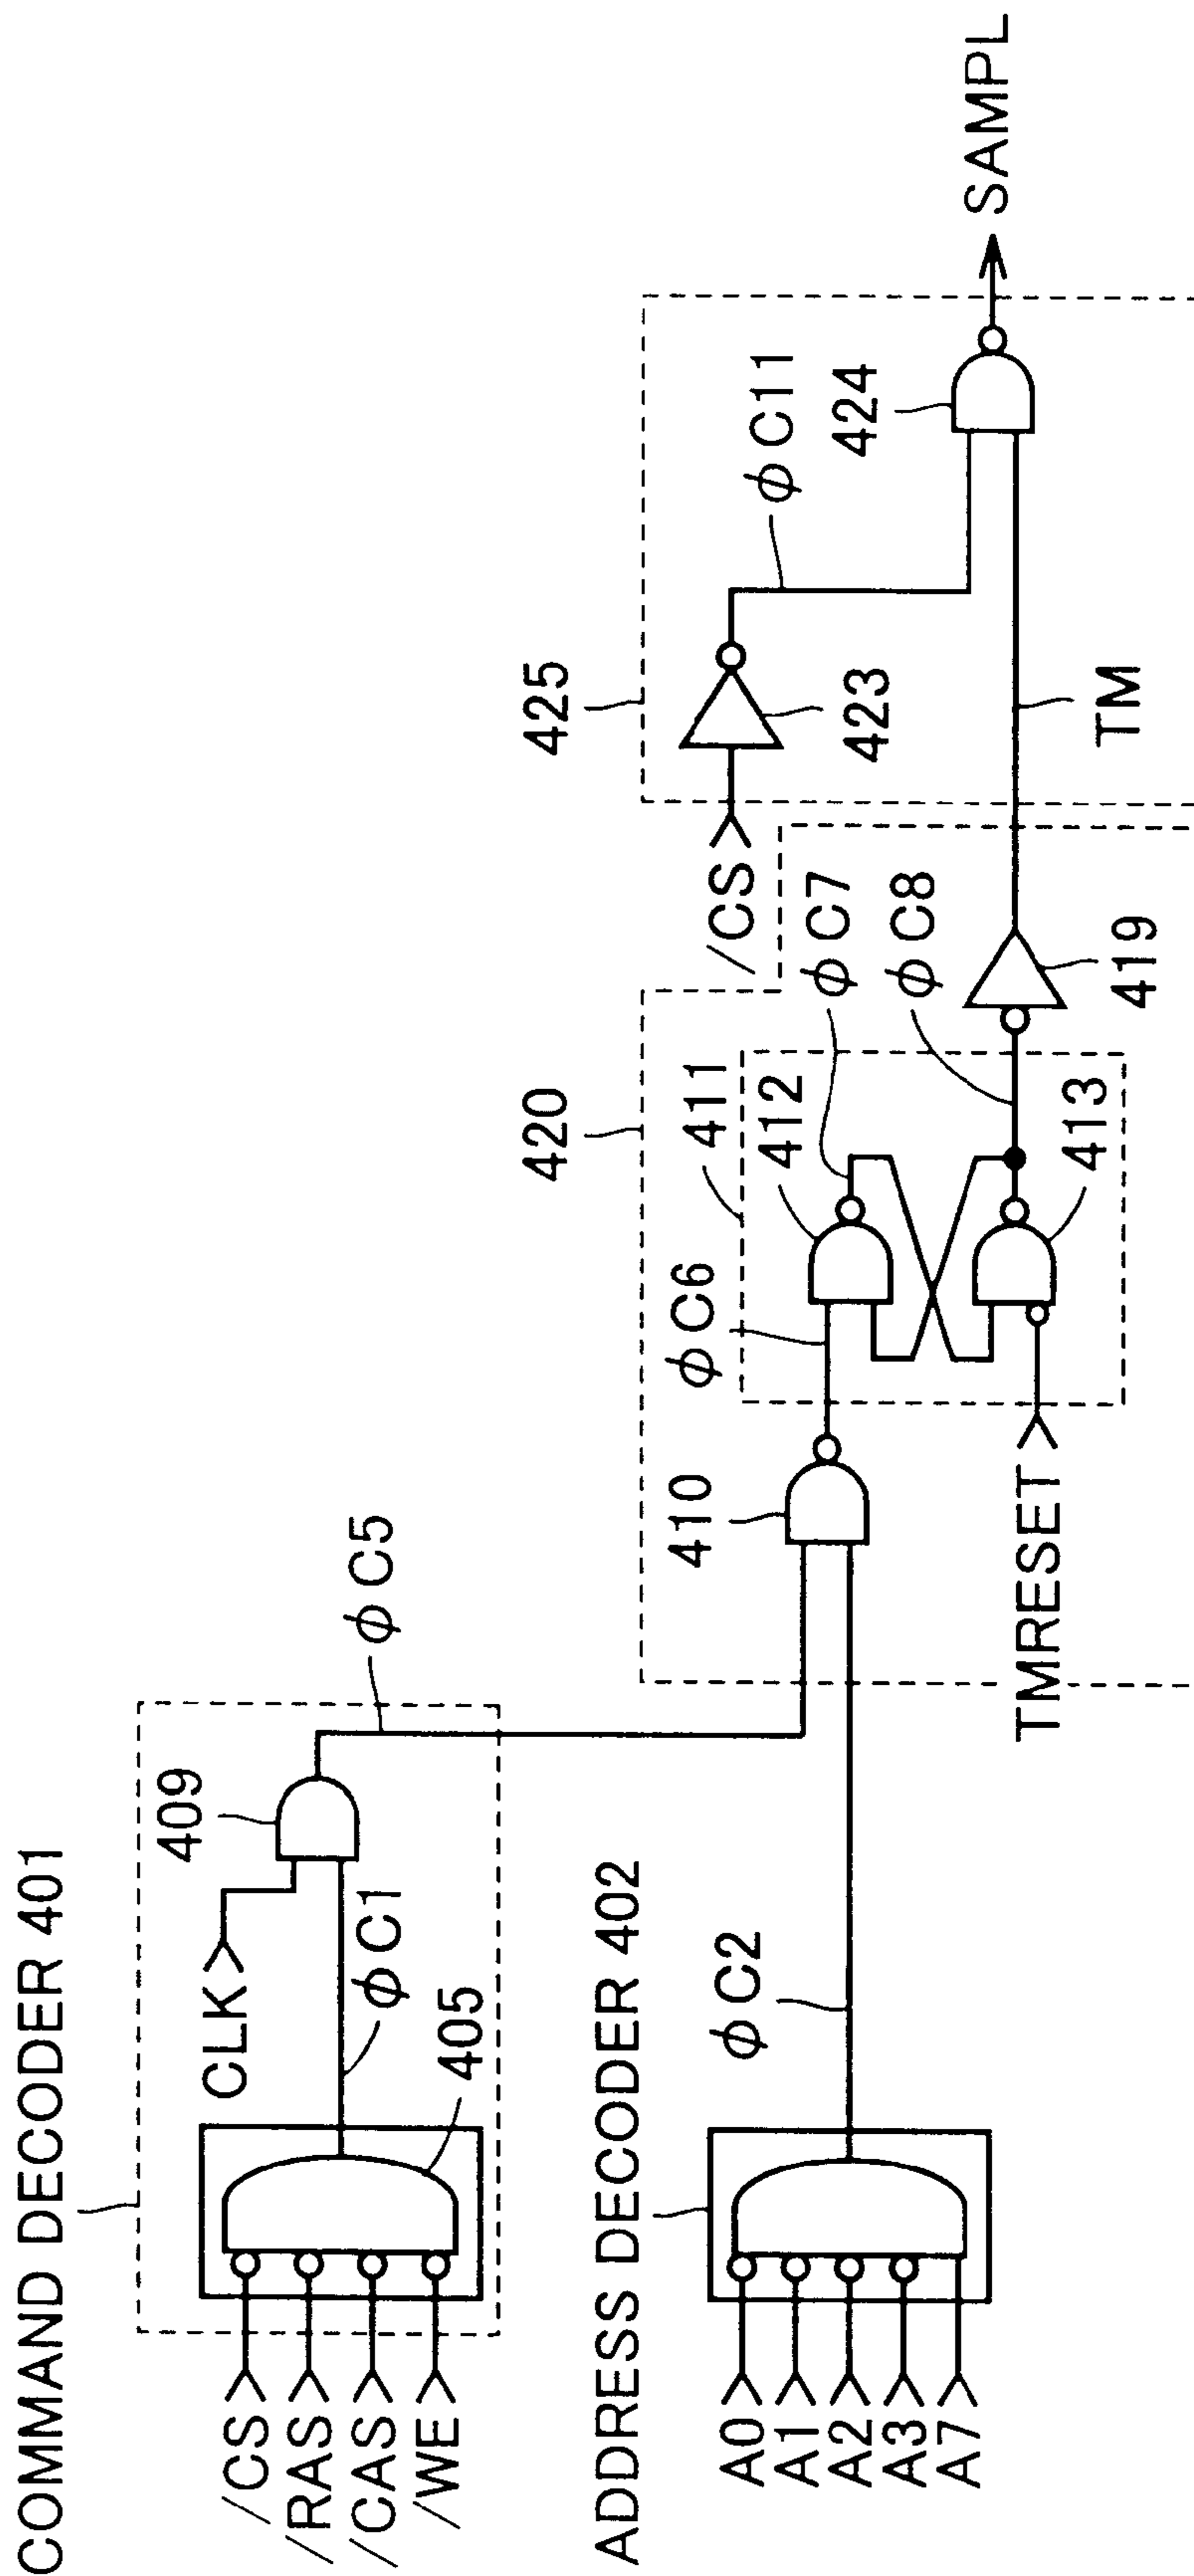 COMMAND DECODER 401
/CS
/RAS
/CAS
/WE
405
φC1
CLK
409
φC5
ADDRESS DECODER 402
A0
A1
A2
A3
A7
φC2
410
φC6
TMRESET
420
411
412
413
φC7
φC8
419
/CS
425
423
TM
φC11
424
SAMPL